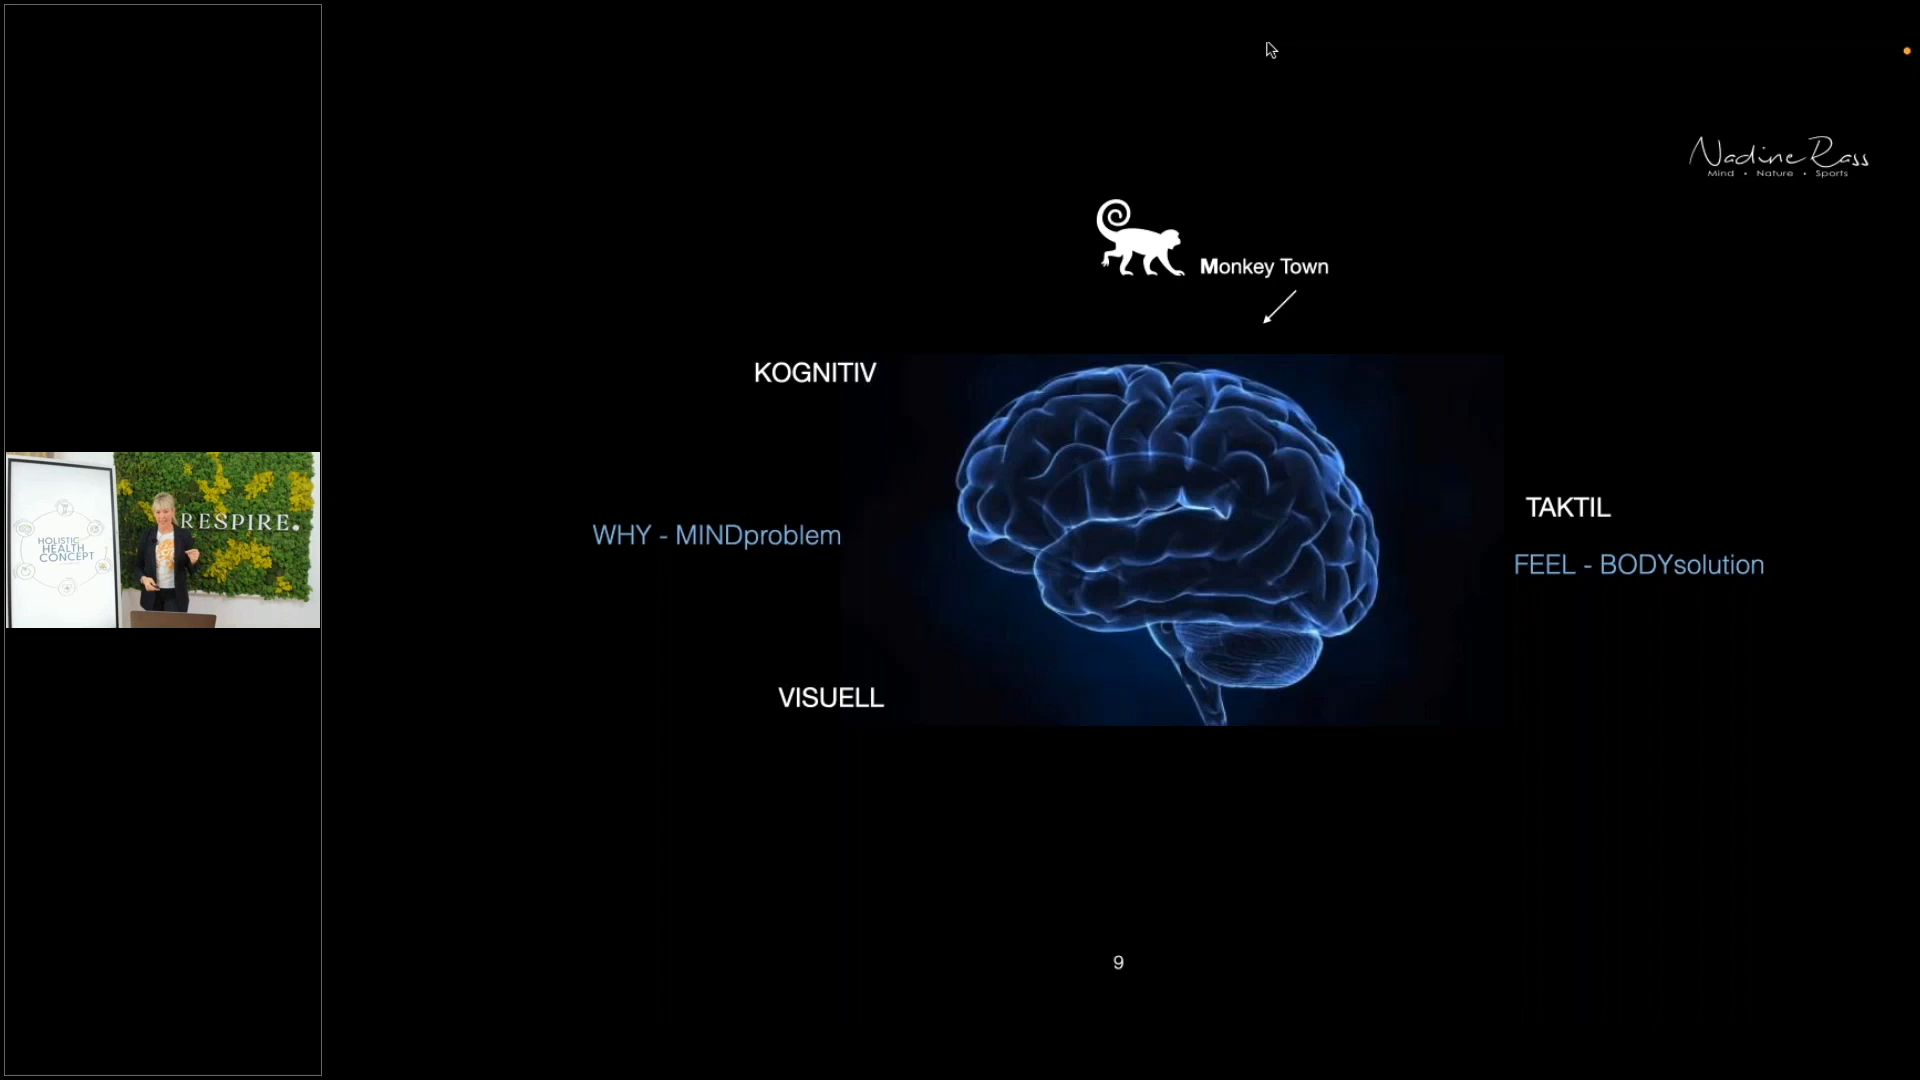 Nadine Rass
Mind • Nature • Sports
Monkey Town
KOGNITIV
WHY - MINDproblem
VISUELL
TAKTIL
FEEL - BODYsolution
9
HOLISTIC
HEALTH
CONCEPT
RESPIRE.